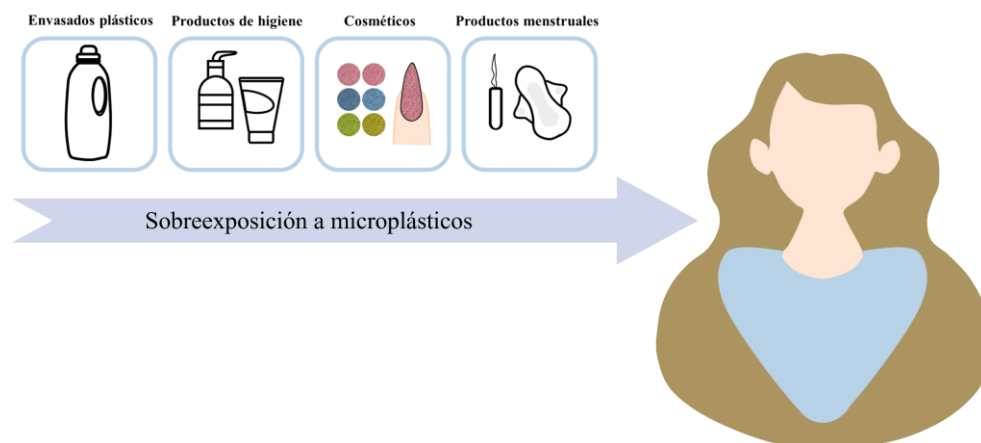 Envasados plásticos
Productos de higiene
Cosméticos
Productos menstruales
Sobreexposición a microplásticos